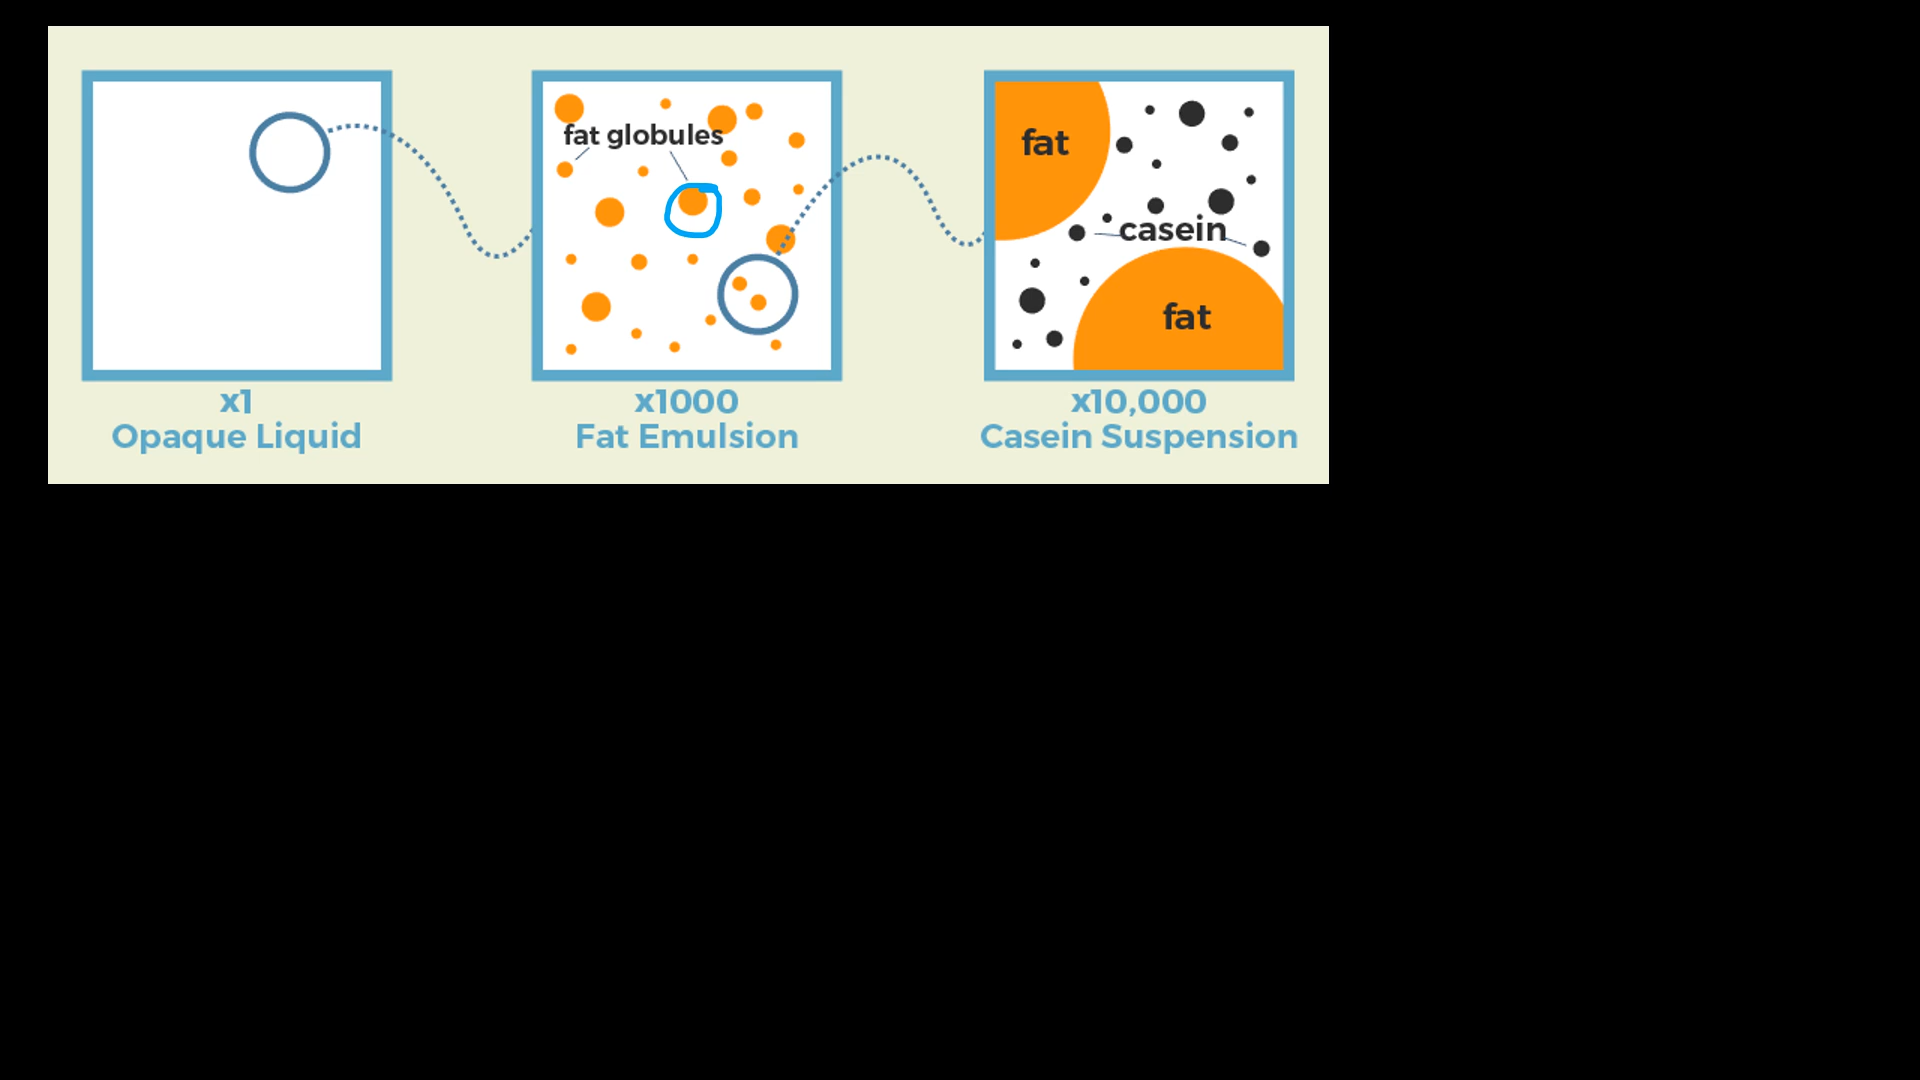 fat globules
fat
casein
fat
x1
Opaque Liquid
x1000
Fat Emulsion
x10,000
Casein Suspension